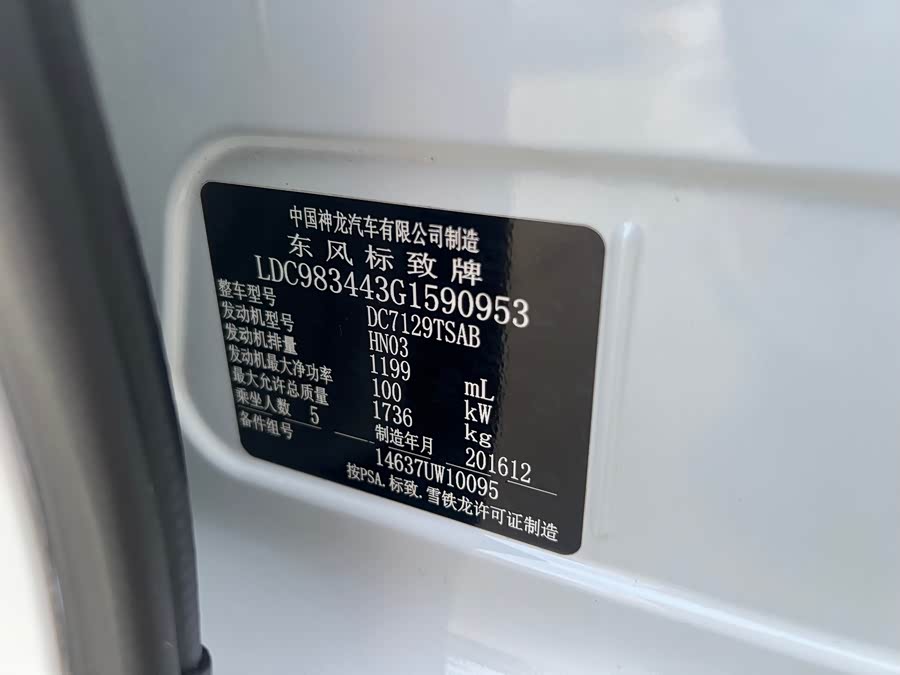 中国神龙汽车有限公司制造
东风标致牌
LDC983443G1590953
整车型号 DC7129TSAB
发动机型号 HN03
发动机排量 1199 mL
发动机最大净功率 100 kW
最大允许总质量 1736 kg
乘坐人数 5 制造年月 201612
备件组号 14637UW10095
按PSA.标致.雪铁龙许可证制造